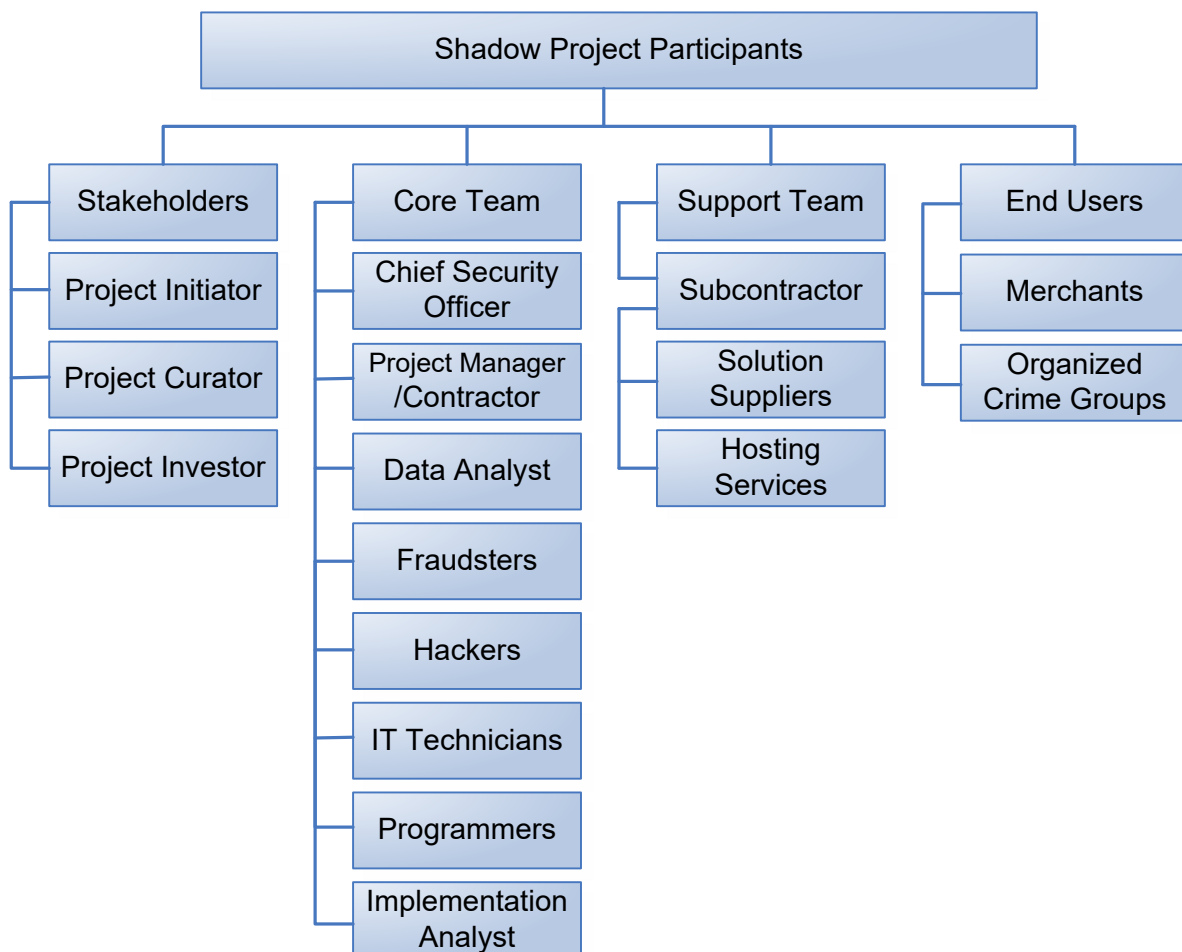 Shadow Project Participants
Stakeholders
Project Initiator
Project Curator
Project Investor
Core Team
Chief Security
Officer
Project Manager
/Contractor
Data Analyst
Fraudsters
Hackers
IT Technicians
Programmers
Implementation
Analyst
Support Team
Subcontractor
Solution
Suppliers
Hosting
Services
End Users
Merchants
Organized
Crime Groups